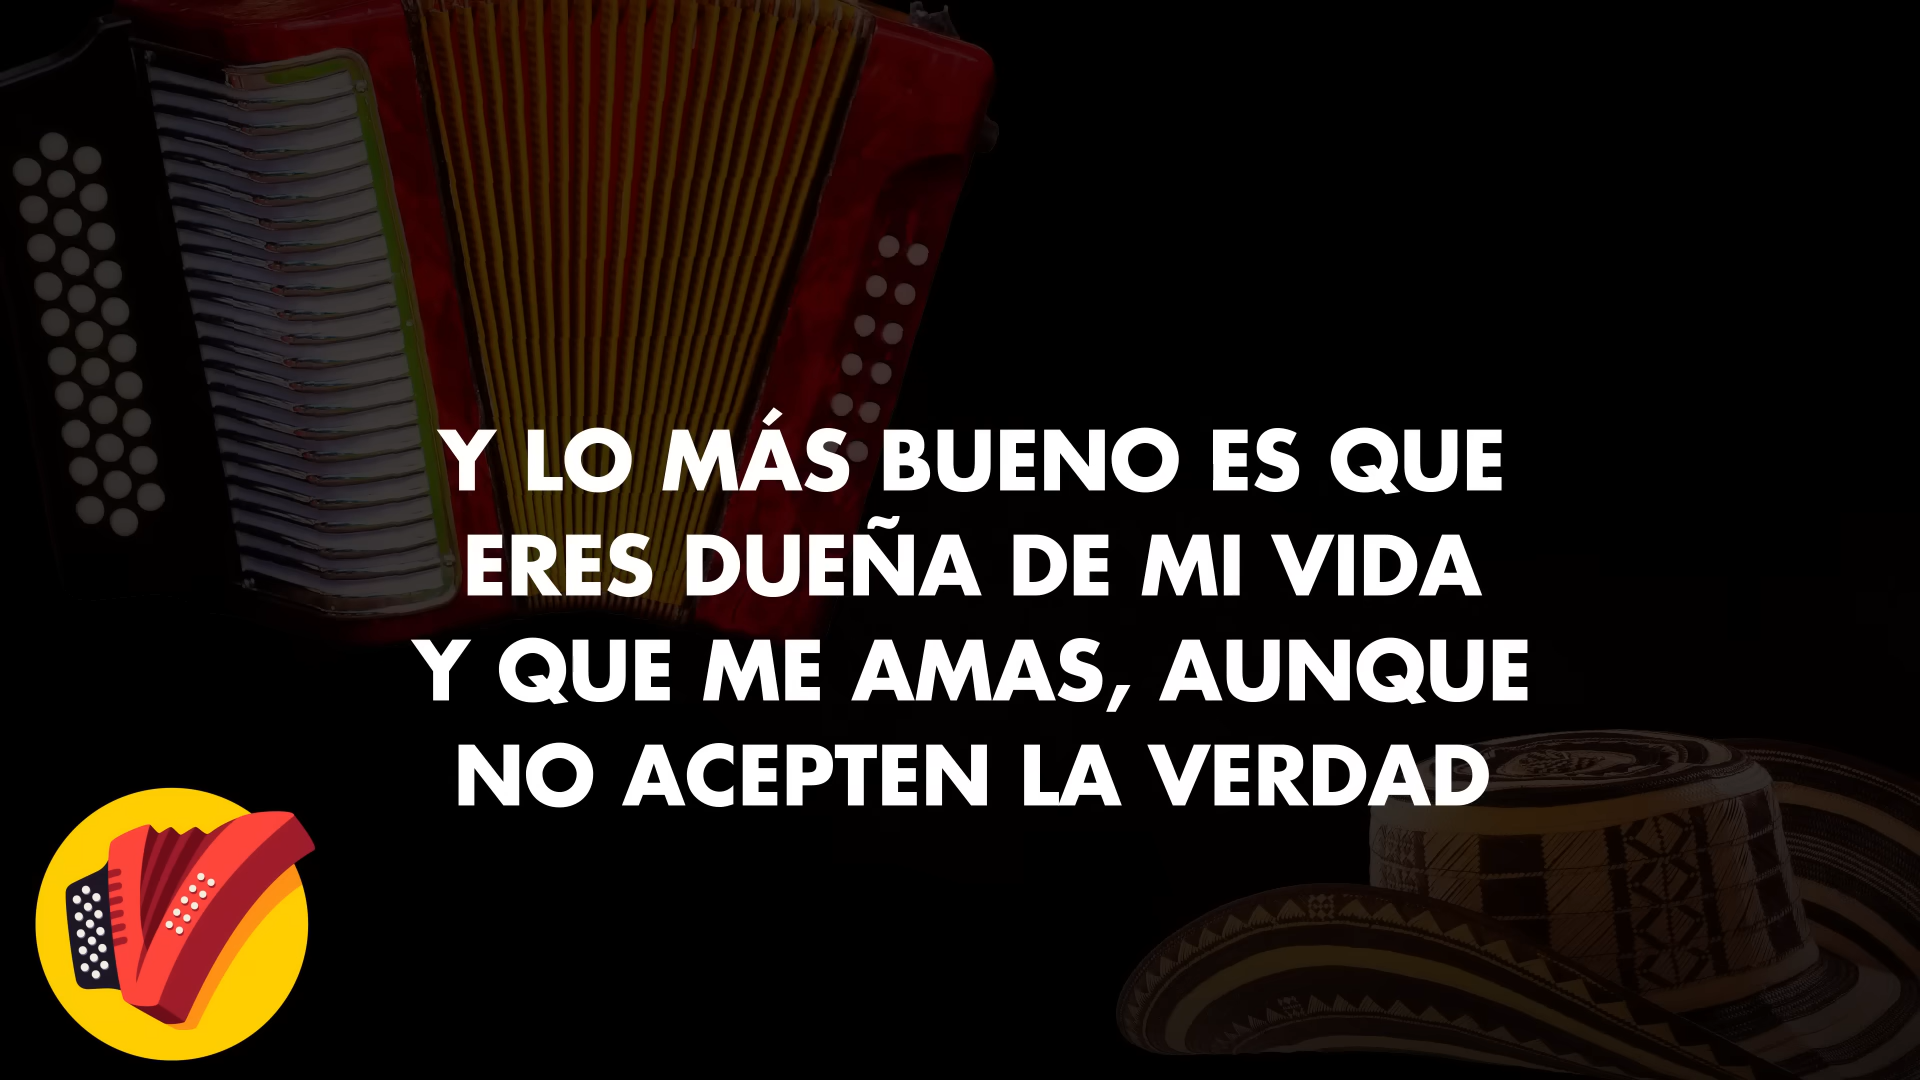 Y LO MÁS BUENO ES QUE
ERES DUEÑA DE MI VIDA
Y QUE ME AMAS, AUNQUE
NO ACEPTEN LA VERDAD